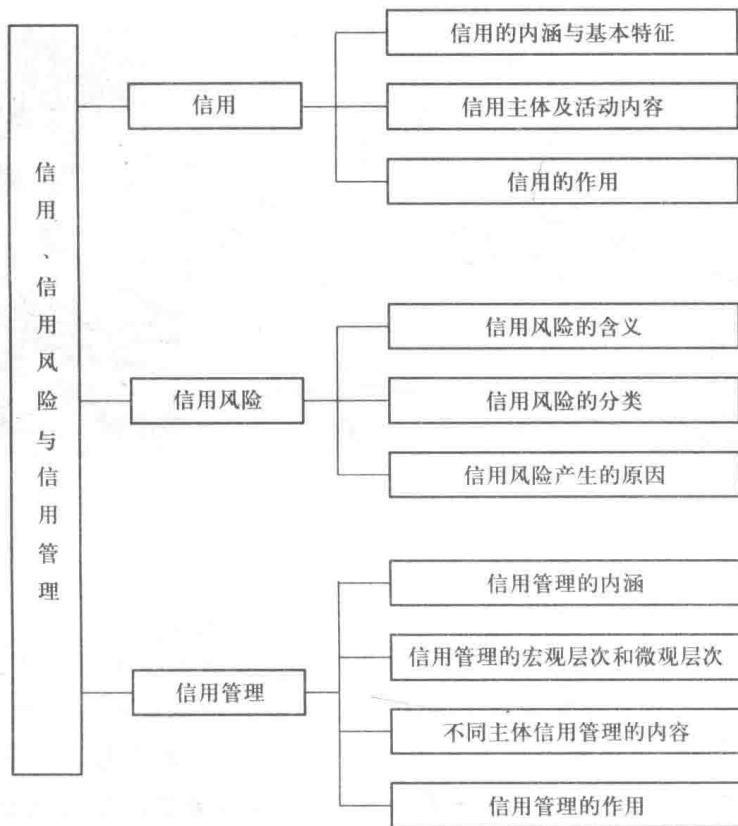 信用、信用风险与信用管理
信用
信用的内涵与基本特征
信用主体及活动内容
信用的作用
信用风险
信用风险的含义
信用风险的分类
信用风险产生的原因
信用管理
信用管理的内涵
信用管理的宏观层次和微观层次
不同主体信用管理的内容
信用管理的作用